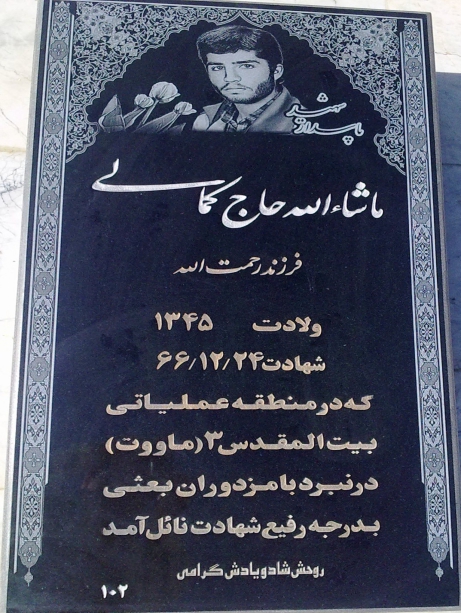 شهید
پاسدار
ماشاءالله حاج کمالی
فرزند رحمت الله
ولادت ۱۳۴۵
شهادت ۶۶/۱۲/۲۴
که در منطقه عملیاتی
بیت المقدس ۳ (ماووت)
در نبرد با مزدوران بعثی
بدرجه رفیع شهادت نائل آمد
روحش شاد و یادش گرامی
۱۰۲